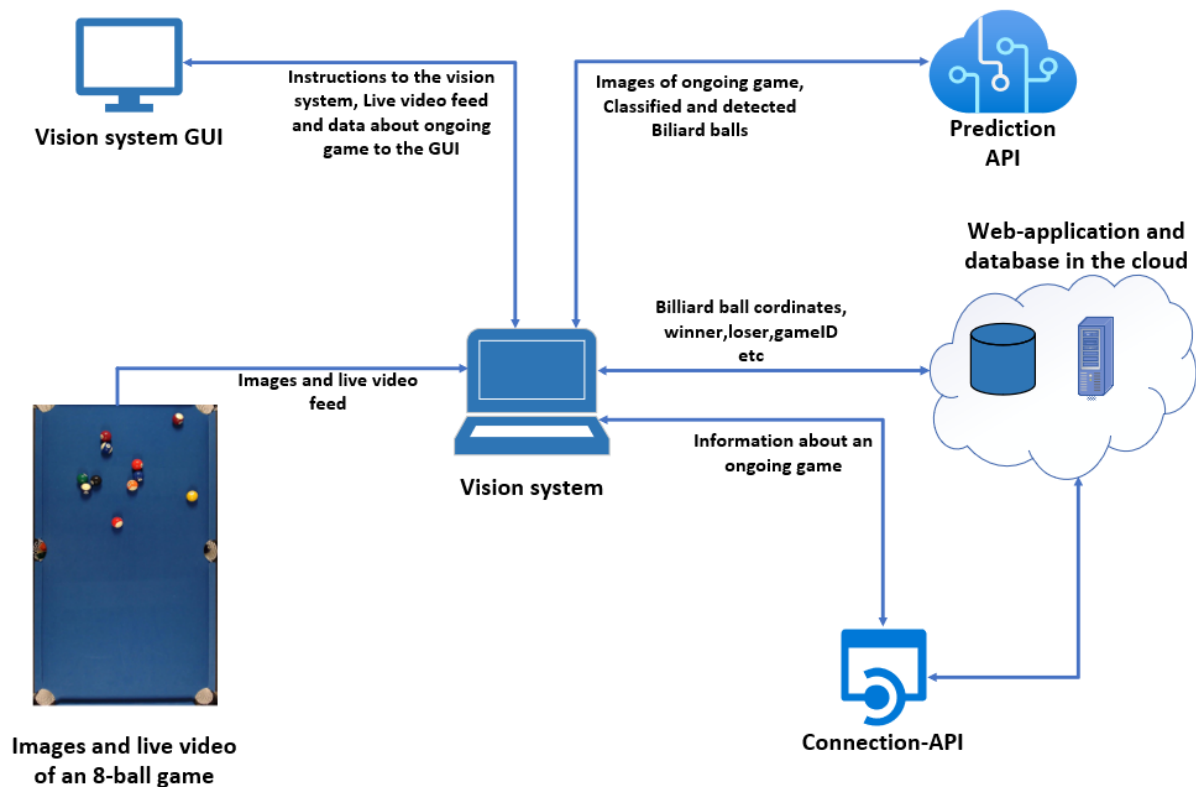 Vision system GUI
Instructions to the vision
system, Live video feed
and data about ongoing
game to the GUI
Images of ongoing game,
Classified and detected
Biliard balls
Prediction
API
Web-application and
database in the cloud
Billiard ball cordinates,
winner,loser,gameID
etc
Images and live video
feed
Vision system
Information about an
ongoing game
Connection-API
Images and live video
of an 8-ball game